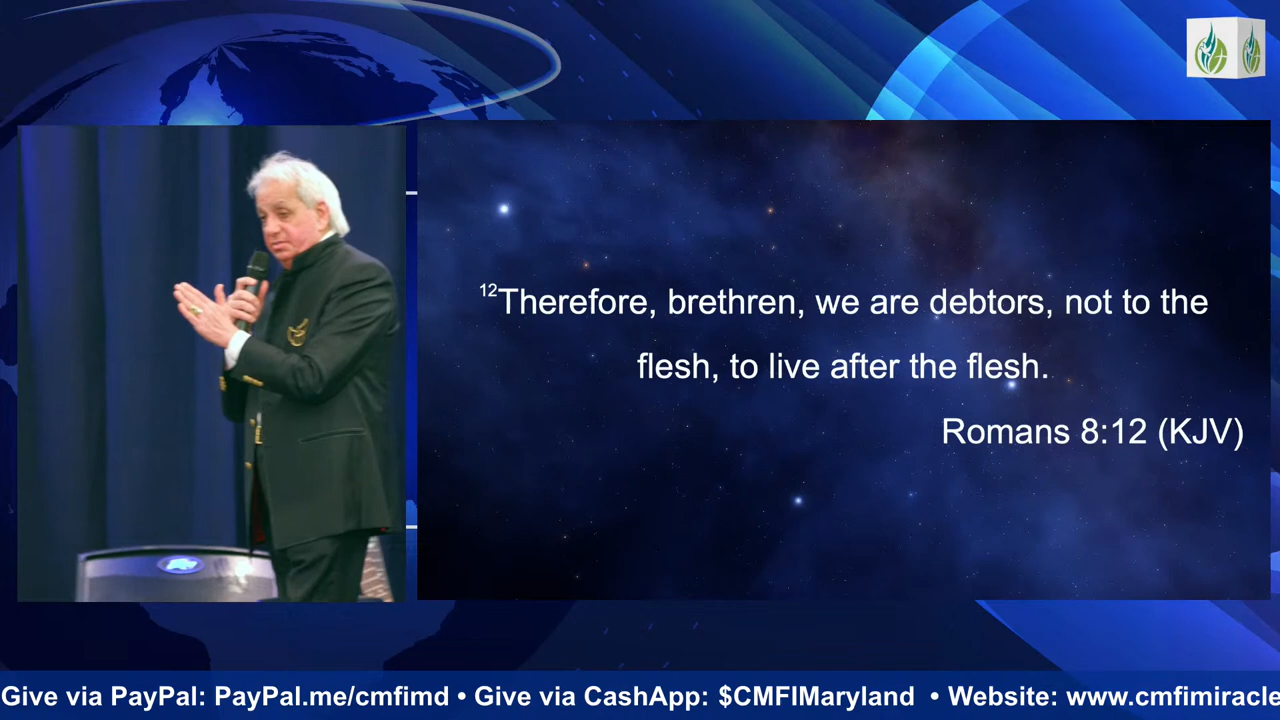 12Therefore, brethren, we are debtors, not to the
flesh, to live after the flesh.
Romans 8:12 (KJV)
Give via PayPal: PayPal.me/cmfimd • Give via CashApp: $CMFIMaryland • Website: www.cmfimiracle